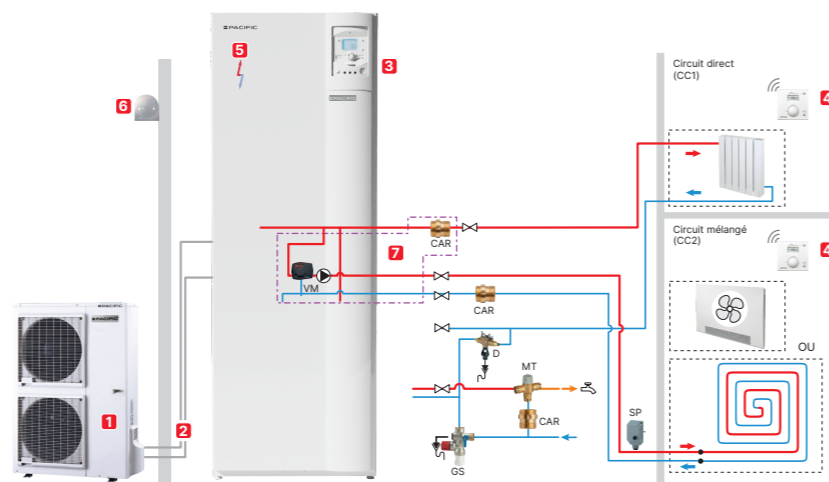 PACIFIC
5
3
6
Circuit direct
(CC1)
4
CAR
7
VM
Circuit mélangé
(CC2)
4
CAR
D
OU
MT
CAR
SP
GS
PACIFIC
1
2